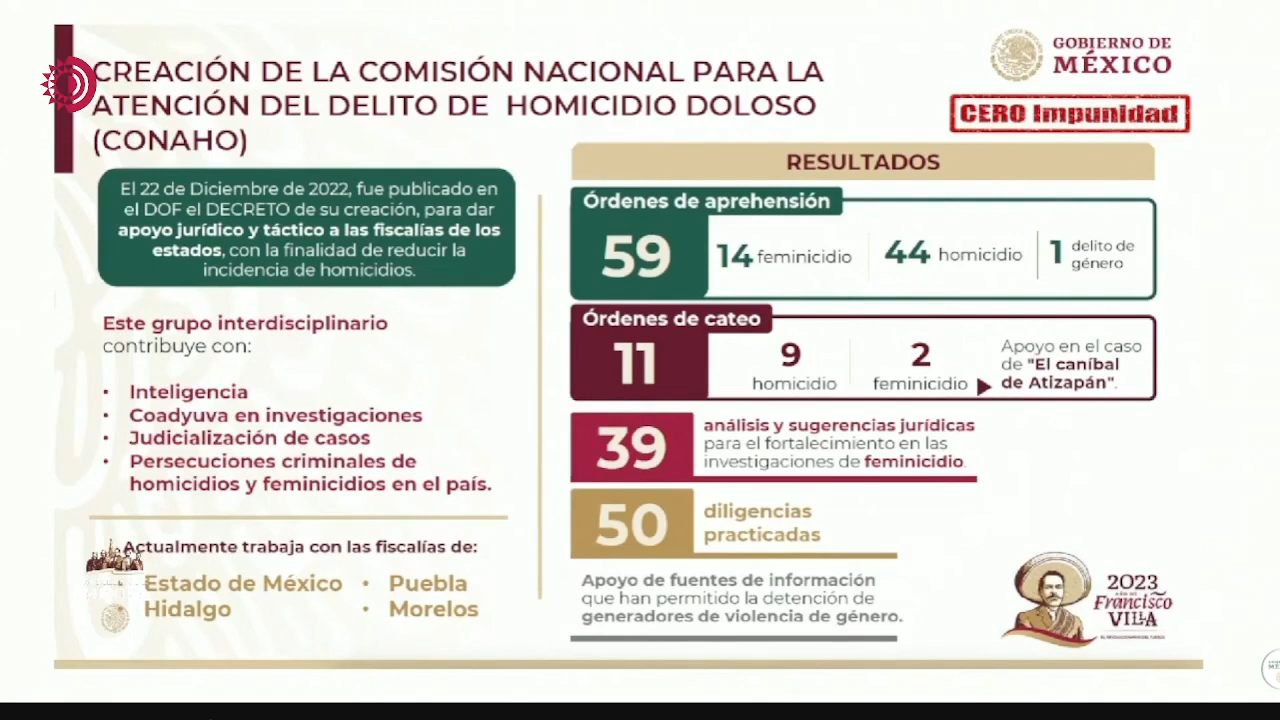 CREACIÓN DE LA COMISIÓN NACIONAL PARA LA
ATENCIÓN DEL DELITO DE HOMICIDIO DOLOSO
(CONAHO)
GOBIERNO DE
MÉXICO
CERO Impunidad
El 22 de Diciembre de 2022, fue publicado en
el DOF el DECRETO de su creación, para dar
apoyo jurídico y táctico a las fiscalías de los
estados, con la finalidad de reducir la
incidencia de homicidios.
Este grupo interdisciplinario
contribuye con:
• Inteligencia
• Coadyuva en investigaciones
• Judicialización de casos
• Persecuciones criminales de
homicidios y feminicidios en el país.
Actualmente trabaja con las fiscalías de:
Estado de México • Puebla
Hidalgo • Morelos
RESULTADOS
Órdenes de aprehensión
59 14 feminicidio 44 homicidio 1 delito de
género
Órdenes de cateo
11 9 homicidio 2 feminicidio
Apoyo en el caso
de "El caníbal
de Atizapán".
39 análisis y sugerencias jurídicas
para el fortalecimiento en las
investigaciones de feminicidio.
50 diligencias
practicadas
Apoyo de fuentes de información
que han permitido la detención de
generadores de violencia de género.
2023
Francisco
VILLA